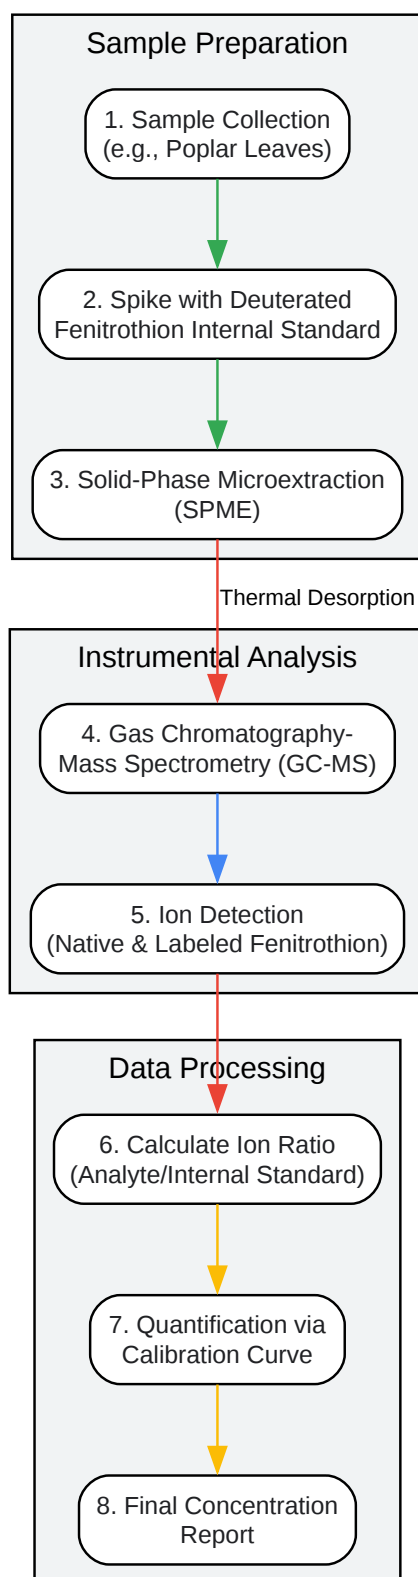 Sample Preparation
1. Sample Collection
(e.g., Poplar Leaves)
2. Spike with Deuterated
Fenitrothion Internal Standard
3. Solid-Phase Microextraction
(SPME)
Thermal Desorption
Instrumental Analysis
4. Gas Chromatography-
Mass Spectrometry (GC-MS)
5. Ion Detection
(Native & Labeled Fenitrothion)
Data Processing
6. Calculate Ion Ratio
(Analyte/Internal Standard)
7. Quantification via
Calibration Curve
8. Final Concentration
Report